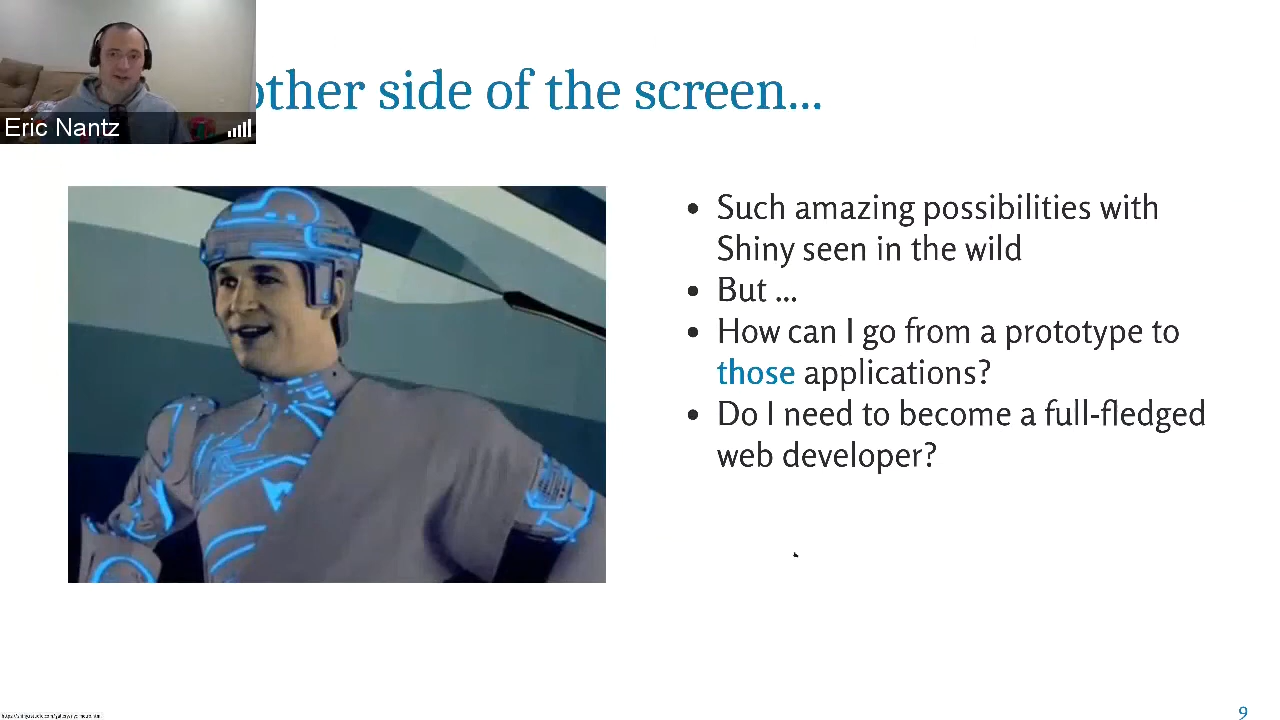 other side of the screen...
Eric Nantz
• Such amazing possibilities with
Shiny seen in the wild
• But ...
• How can I go from a prototype to
those applications?
• Do I need to become a full-fledged
web developer?
9